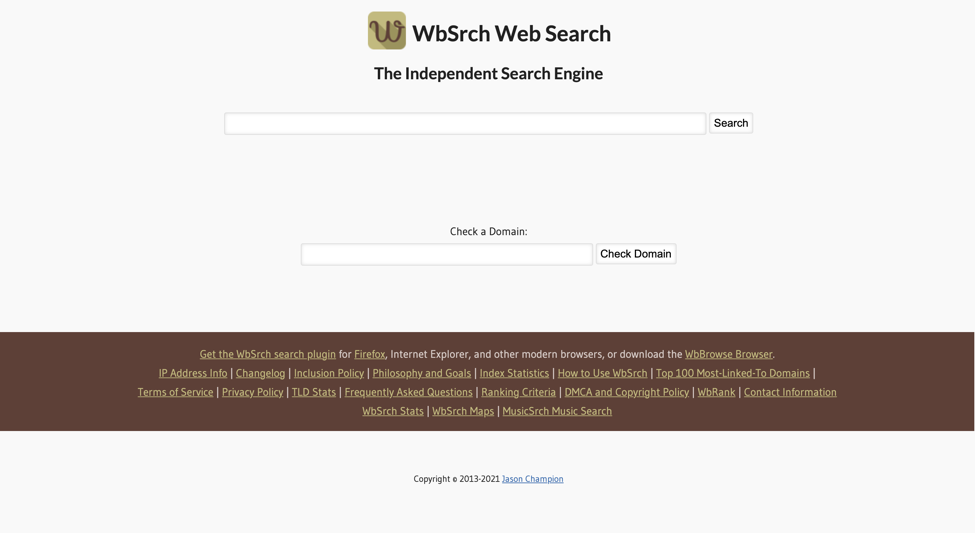 WbSrch Web Search
The Independent Search Engine
Search
Check a Domain:
Check Domain
Get the WbSrch search plugin for Firefox, Internet Explorer, and other modern browsers, or download the WbBrowse Browser.
IP Address Info | Changelog | Inclusion Policy | Philosophy and Goals | Index Statistics | How to Use WbSrch | Top 100 Most-Linked-To Domains |
Terms of Service | Privacy Policy | TLD Stats | Frequently Asked Questions | Ranking Criteria | DMCA and Copyright Policy | WbRank | Contact Information
WbSrch Stats | WbSrch Maps | MusicSrch Music Search
Copyright © 2013-2021 Jason Champion